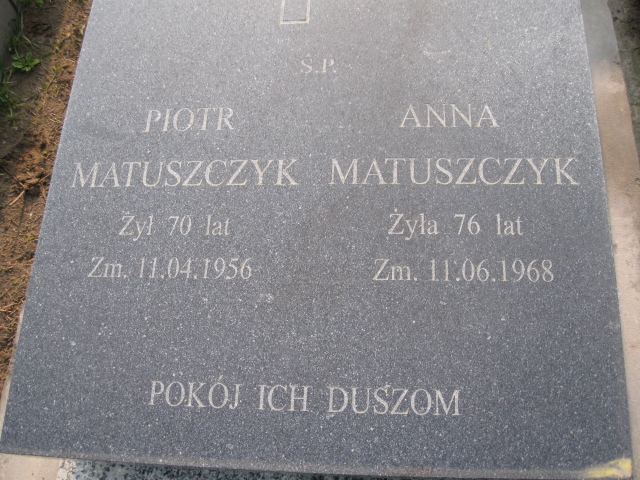 Ś.P.
PIOTR ANNA
MATUSZCZYK MATUSZCZYK
Żył 70 lat Żyła 76 lat
Zm. 11.04.1956 Zm. 11.06.1968
POKÓJ ICH DUSZOM